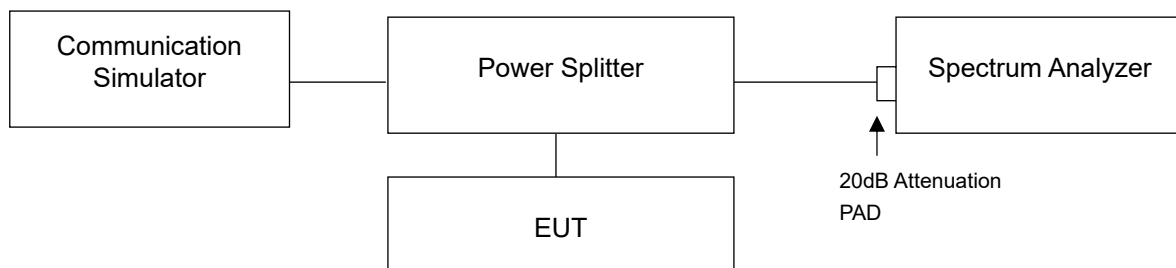 Communication
Simulator
Power Splitter
Spectrum Analyzer
20dB Attenuation
PAD
EUT